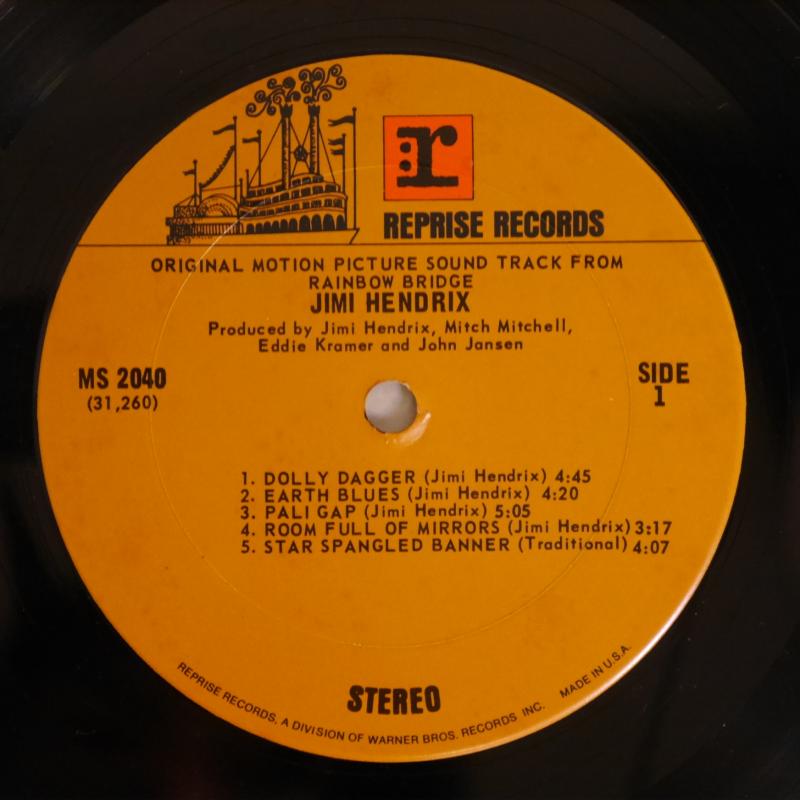 :r
REPRISE RECORDS
ORIGINAL MOTION PICTURE SOUND TRACK FROM
RAINBOW BRIDGE
JIMI HENDRIX
Produced by Jimi Hendrix, Mitch Mitchell,
Eddie Kramer and John Jansen
MS 2040
(31,260)
SIDE
1
1. DOLLY DAGGER (Jimi Hendrix) 4:45
2. EARTH BLUES (Jimi Hendrix) 4:20
3. PALI GAP (Jimi Hendrix) 5:05
4. ROOM FULL OF MIRRORS (Jimi Hendrix) 3:17
5. STAR SPANGLED BANNER (Traditional) 4:07
STEREO
REPRISE RECORDS, A DIVISION OF WARNER BROS. RECORDS INC. MADE IN U.S.A.